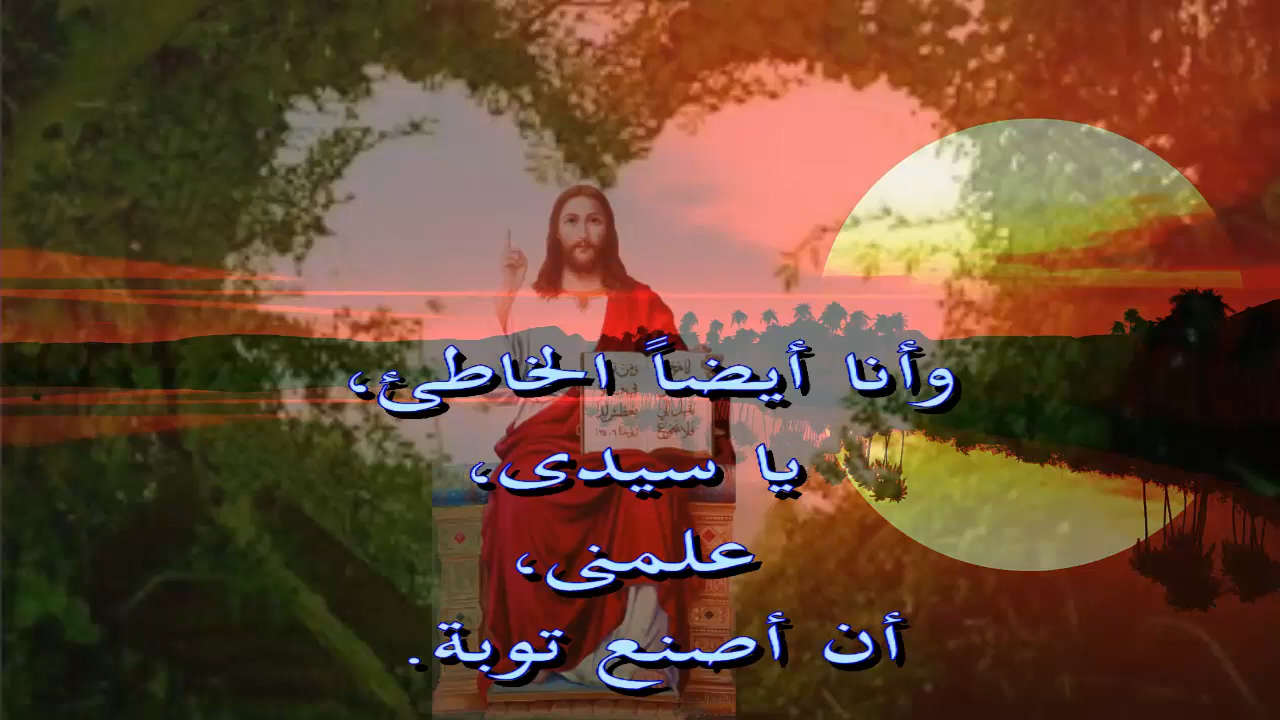 وأنا أيضاً الخاطئ،
يا سيدى،
علمنى،
أن أصنع توبة.